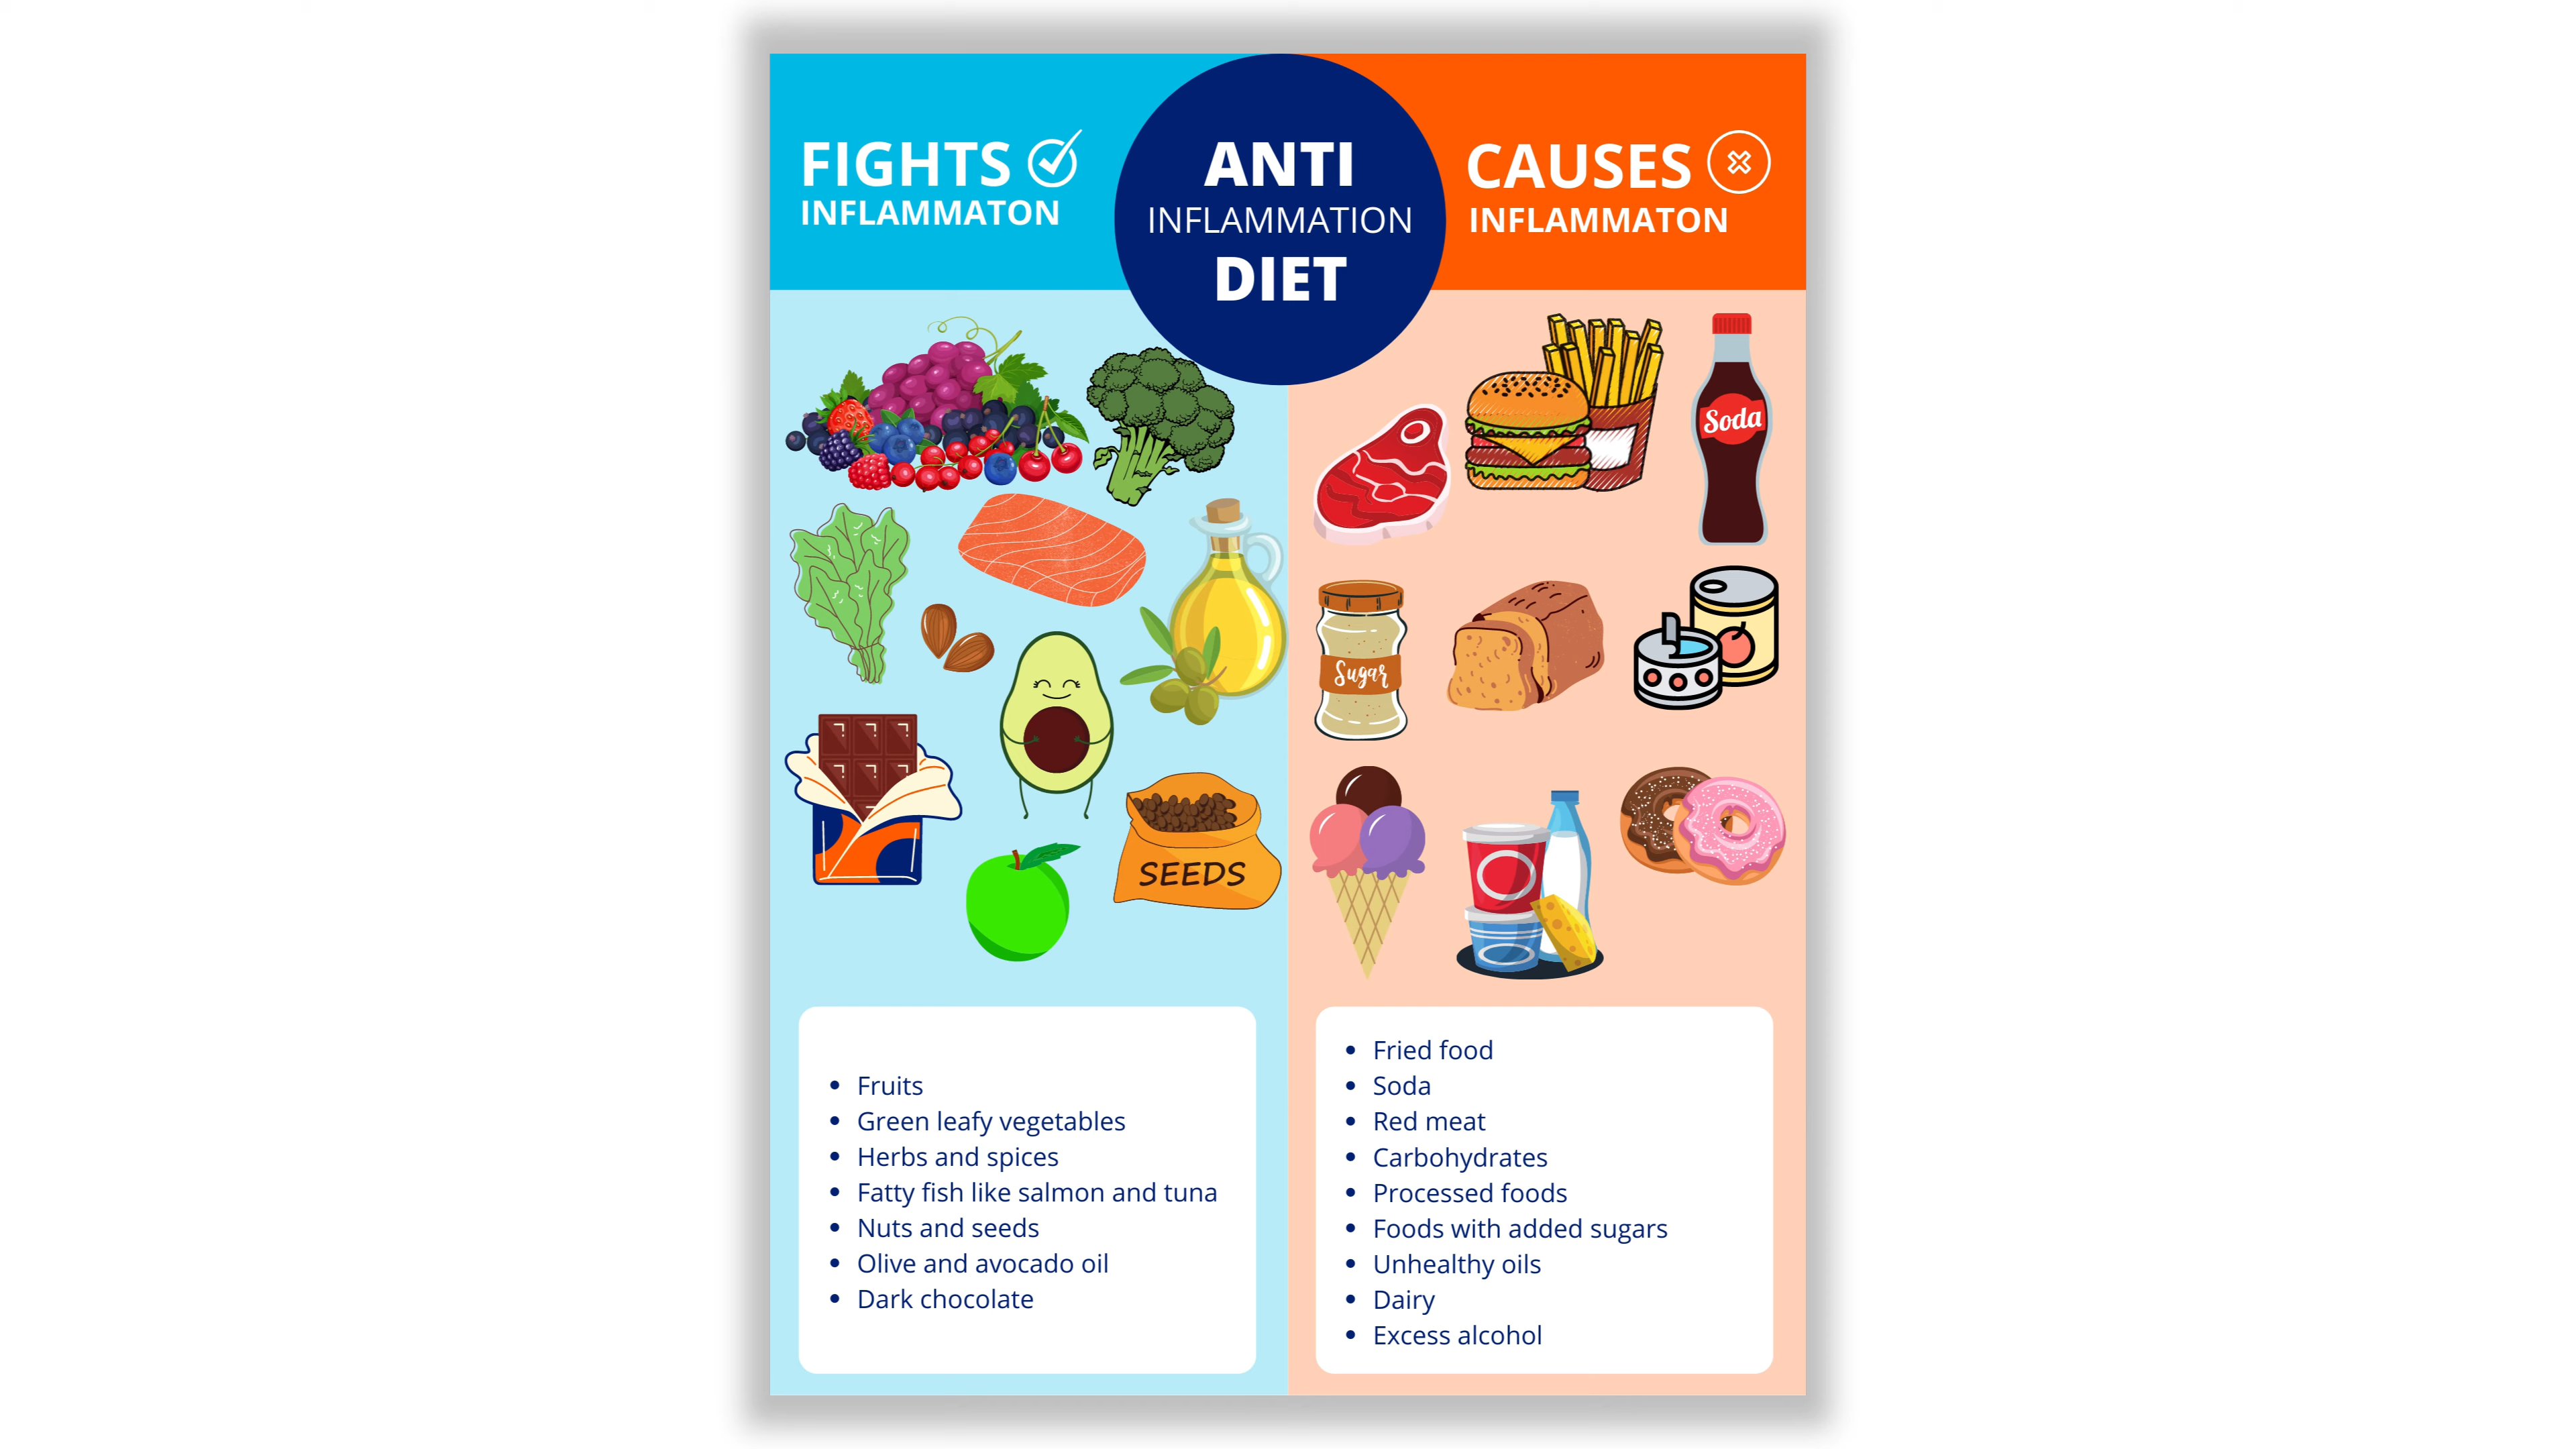 FIGHTS
INFLAMMATON
ANTI
INFLAMMATION
DIET
CAUSES
INFLAMMATON
Soda
Sugar
SEEDS
• Fruits
• Green leafy vegetables
• Herbs and spices
• Fatty fish like salmon and tuna
• Nuts and seeds
• Olive and avocado oil
• Dark chocolate
• Fried food
• Soda
• Red meat
• Carbohydrates
• Processed foods
• Foods with added sugars
• Unhealthy oils
• Dairy
• Excess alcohol